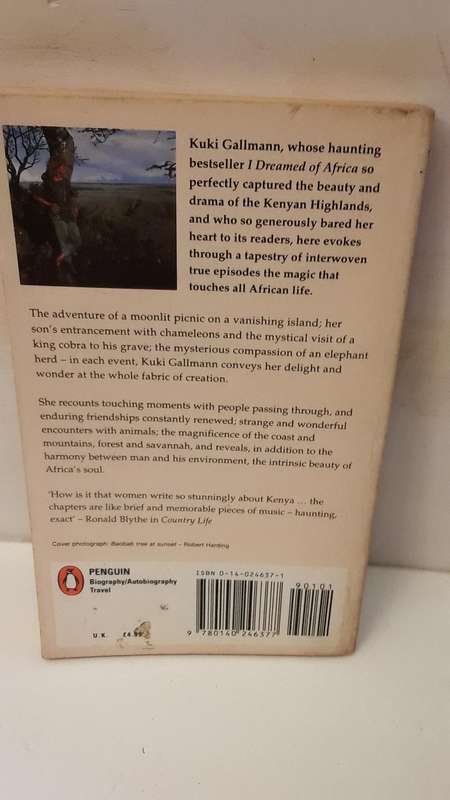 Kuki Gallmann, whose haunting
bestseller I Dreamed of Africa so
perfectly captured the beauty and
drama of the Kenyan Highlands,
and who so generously bared her
heart to its readers, here evokes
through a tapestry of interwoven
true episodes the magic that
touches all African life.
The adventure of a moonlit picnic on a vanishing island; her
son's entrancement with chameleons and the mystical visit of a
king cobra to his grave; the mysterious compassion of an elephant
herd – in each event, Kuki Gallmann conveys her delight and
wonder at the whole fabric of creation.
She recounts touching moments with people passing through, and
enduring friendships constantly renewed; strange and wonderful
encounters with animals; the magnificence of the coast and
mountains, forest and savannah, and reveals, in addition to the
harmony between man and his environment, the intrinsic beauty of
Africa's soul.
'How is it that women write so stunningly about Kenya ... the
chapters are like brief and memorable pieces of music – haunting,
exact' – Ronald Blythe in Country Life
Cover photograph: Baobab tree at sunset – Robert Harding
PENGUIN
Biography/Autobiography
Travel
U.K.
ISBN 0-14-024637-1
90101
9 780140 246377